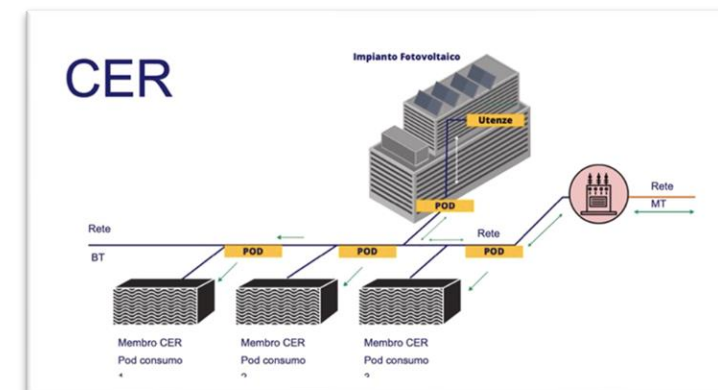 CER
Impianto Fotovoltaico
Utenze
POD
Rete
MT
Rete
BT
Rete
POD
POD
POD
Membro CER
Pod consumo
Membro CER
Pod consumo
Membro CER
Pod consumo